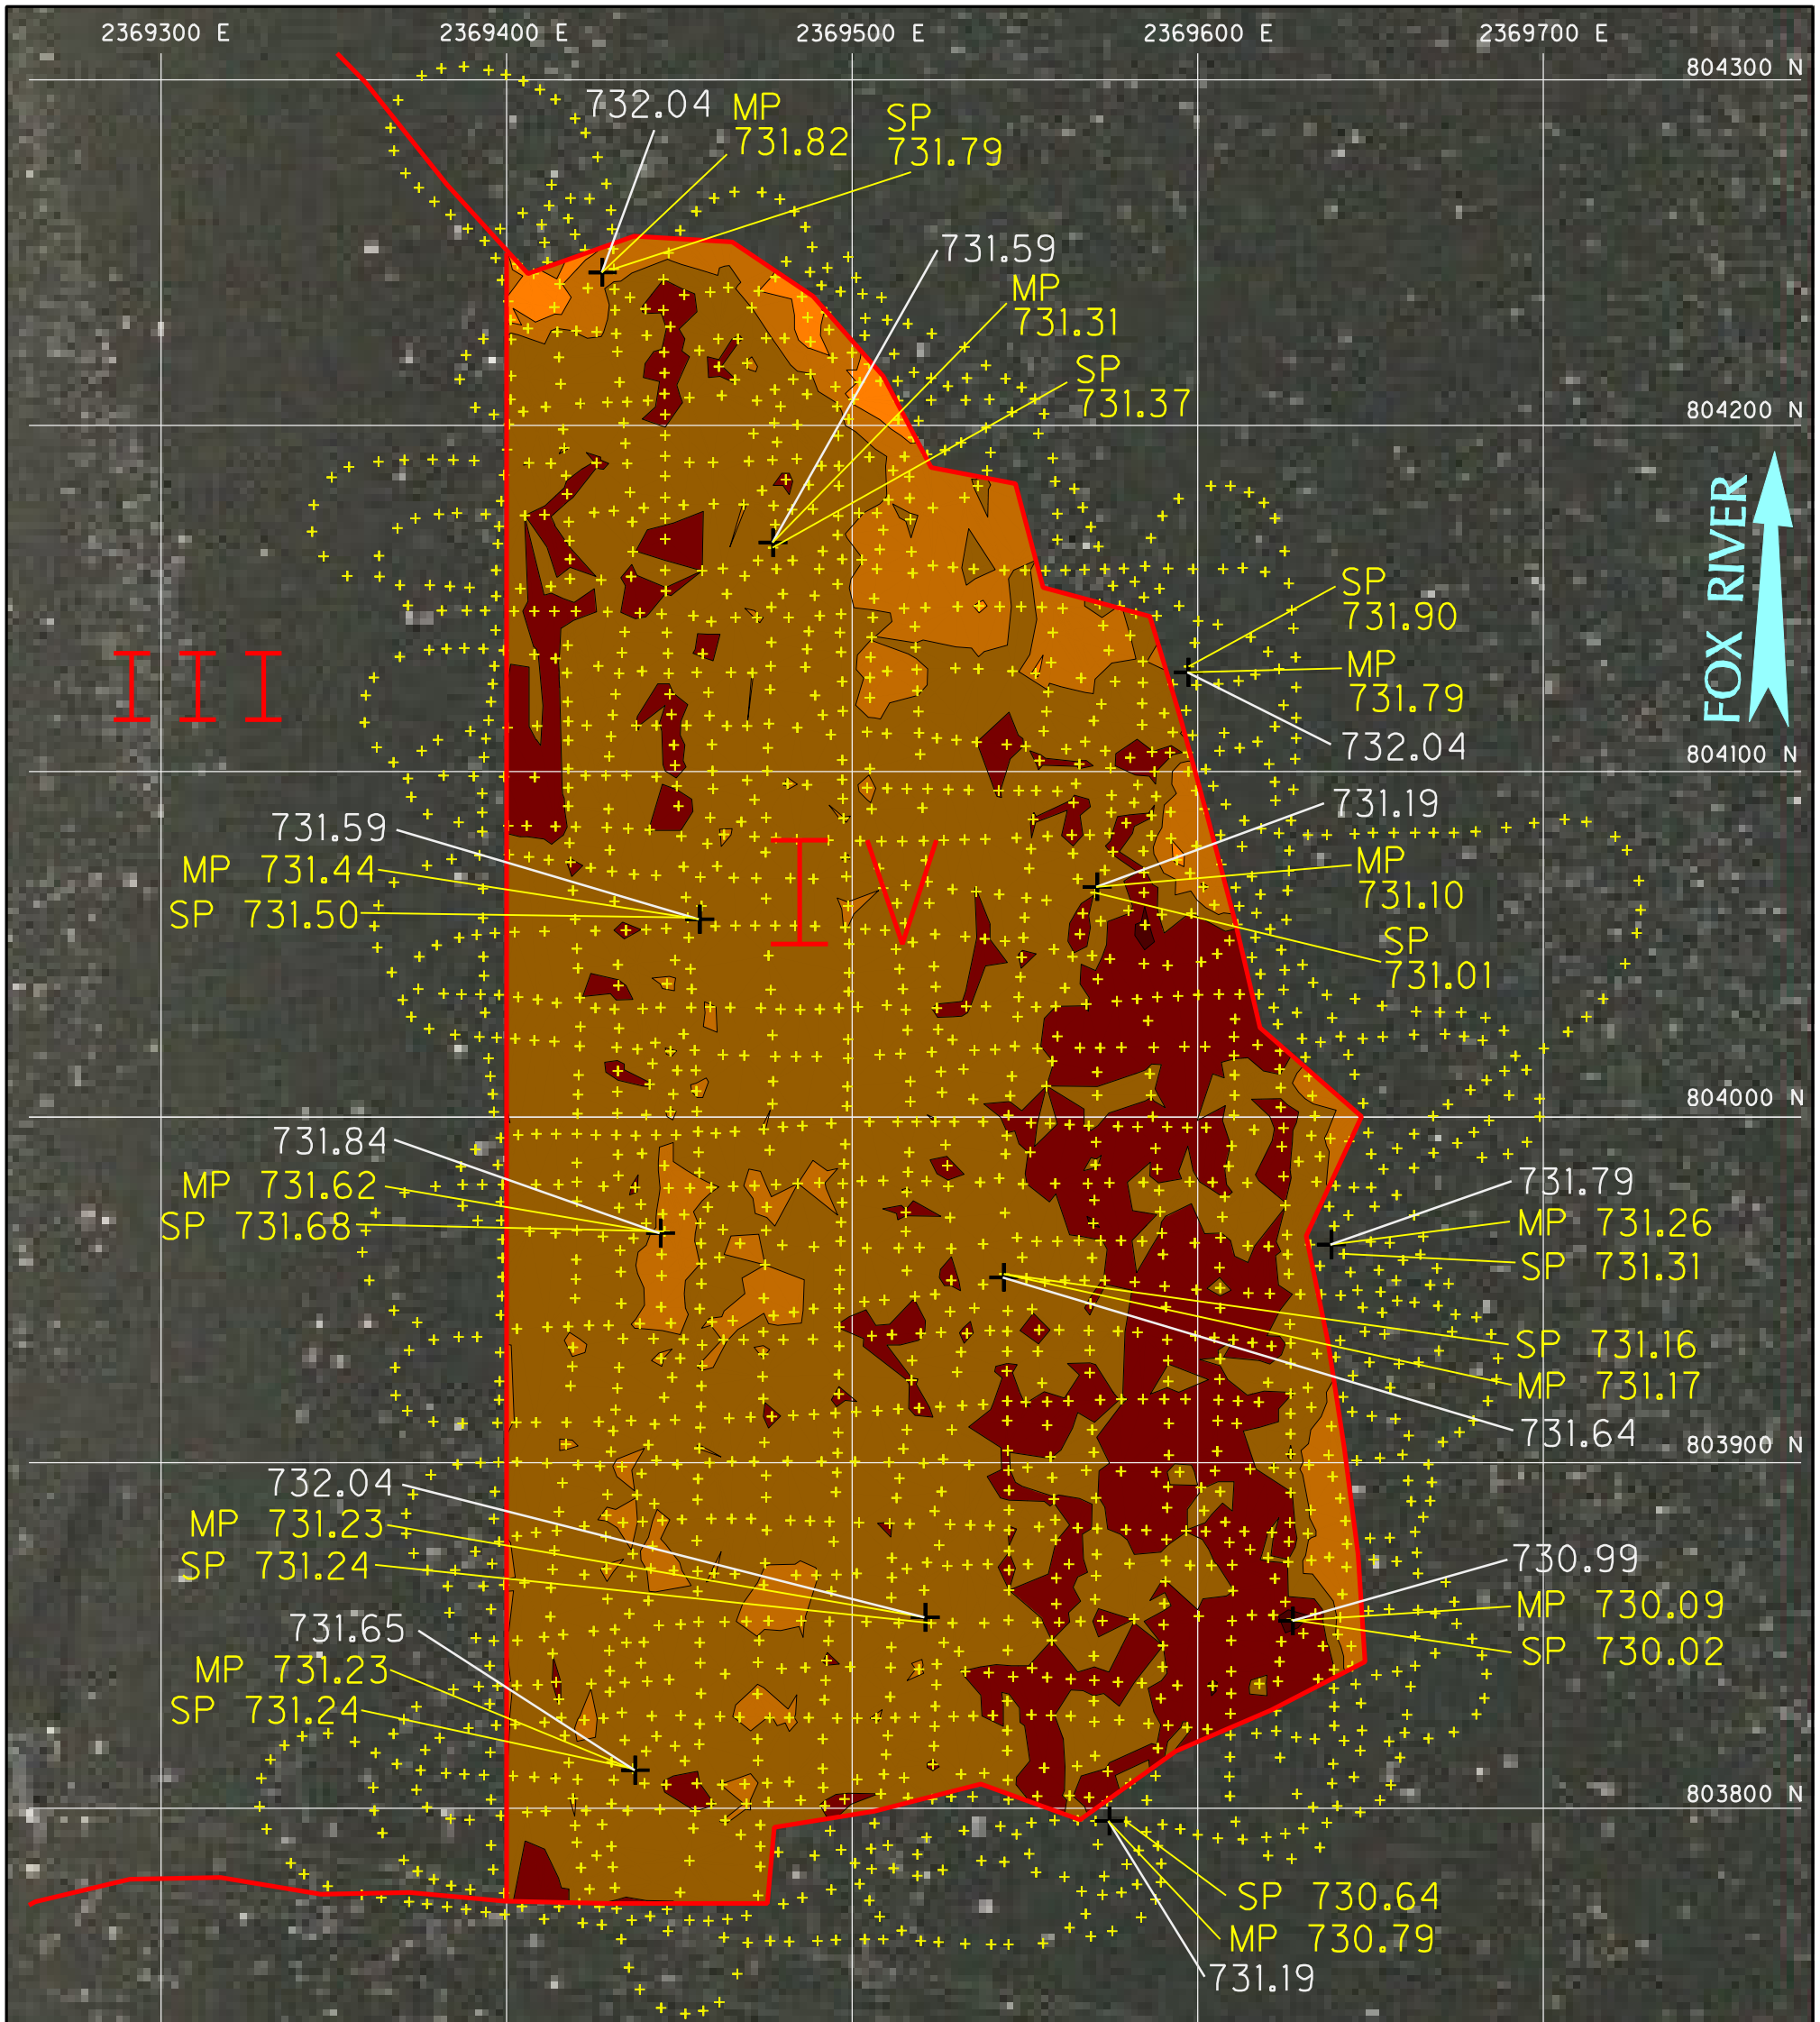 2369300 E
2369400 E
2369500 E
2369600 E
2369700 E
804300 N
732.04
MP
731.82
SP
731.79
731.59
MP
731.31
SP
731.37
804200 N
FOX RIVER
SP
731.90
MP
731.79
732.04
III
804100 N
731.19
731.59
MP 731.44
SP 731.50
IV
MP
731.10
SP
731.01
804000 N
731.84
MP 731.62
SP 731.68
731.79
MP 731.26
SP 731.31
SP 731.16
MP 731.17
731.64
803900 N
732.04
MP 731.23
SP 731.24
730.99
MP 730.09
SP 730.02
731.65
MP 731.23
SP 731.24
803800 N
SP 730.64
MP 730.79
731.19